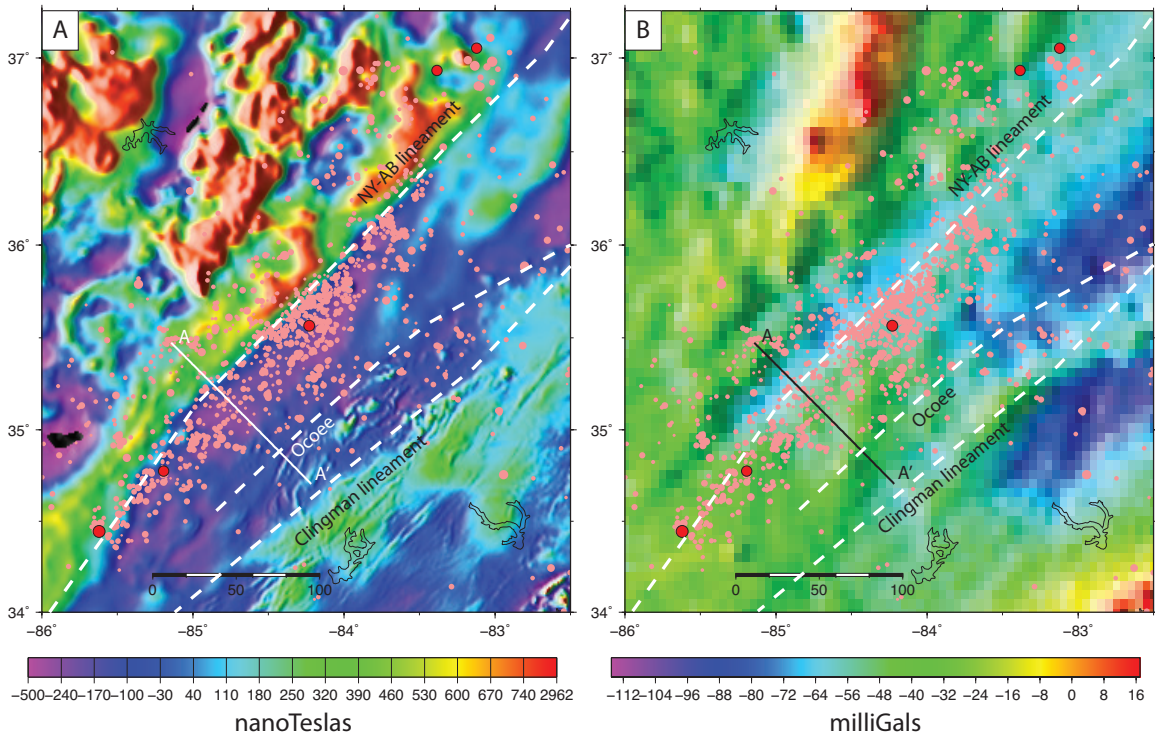 A
B
37°
37°
36°
36°
35°
35°
34°
34°
NY-AB lineament
NY-AB lineament
A
A'
A
A'
Ocoee
Ocoee
Clingman lineament
Clingman lineament
0 50 100
0 50 100
-86 -85 -84 -83
-86 -85 -84 -83
-500 -240 -170 -100 -30 40 110 180 250 320 390 460 530 600 670 740 2962
nanoTeslas
-112 -104 -96 -88 -80 -72 -64 -56 -48 -40 -32 -24 -16 -8 0 8 16
milliGals